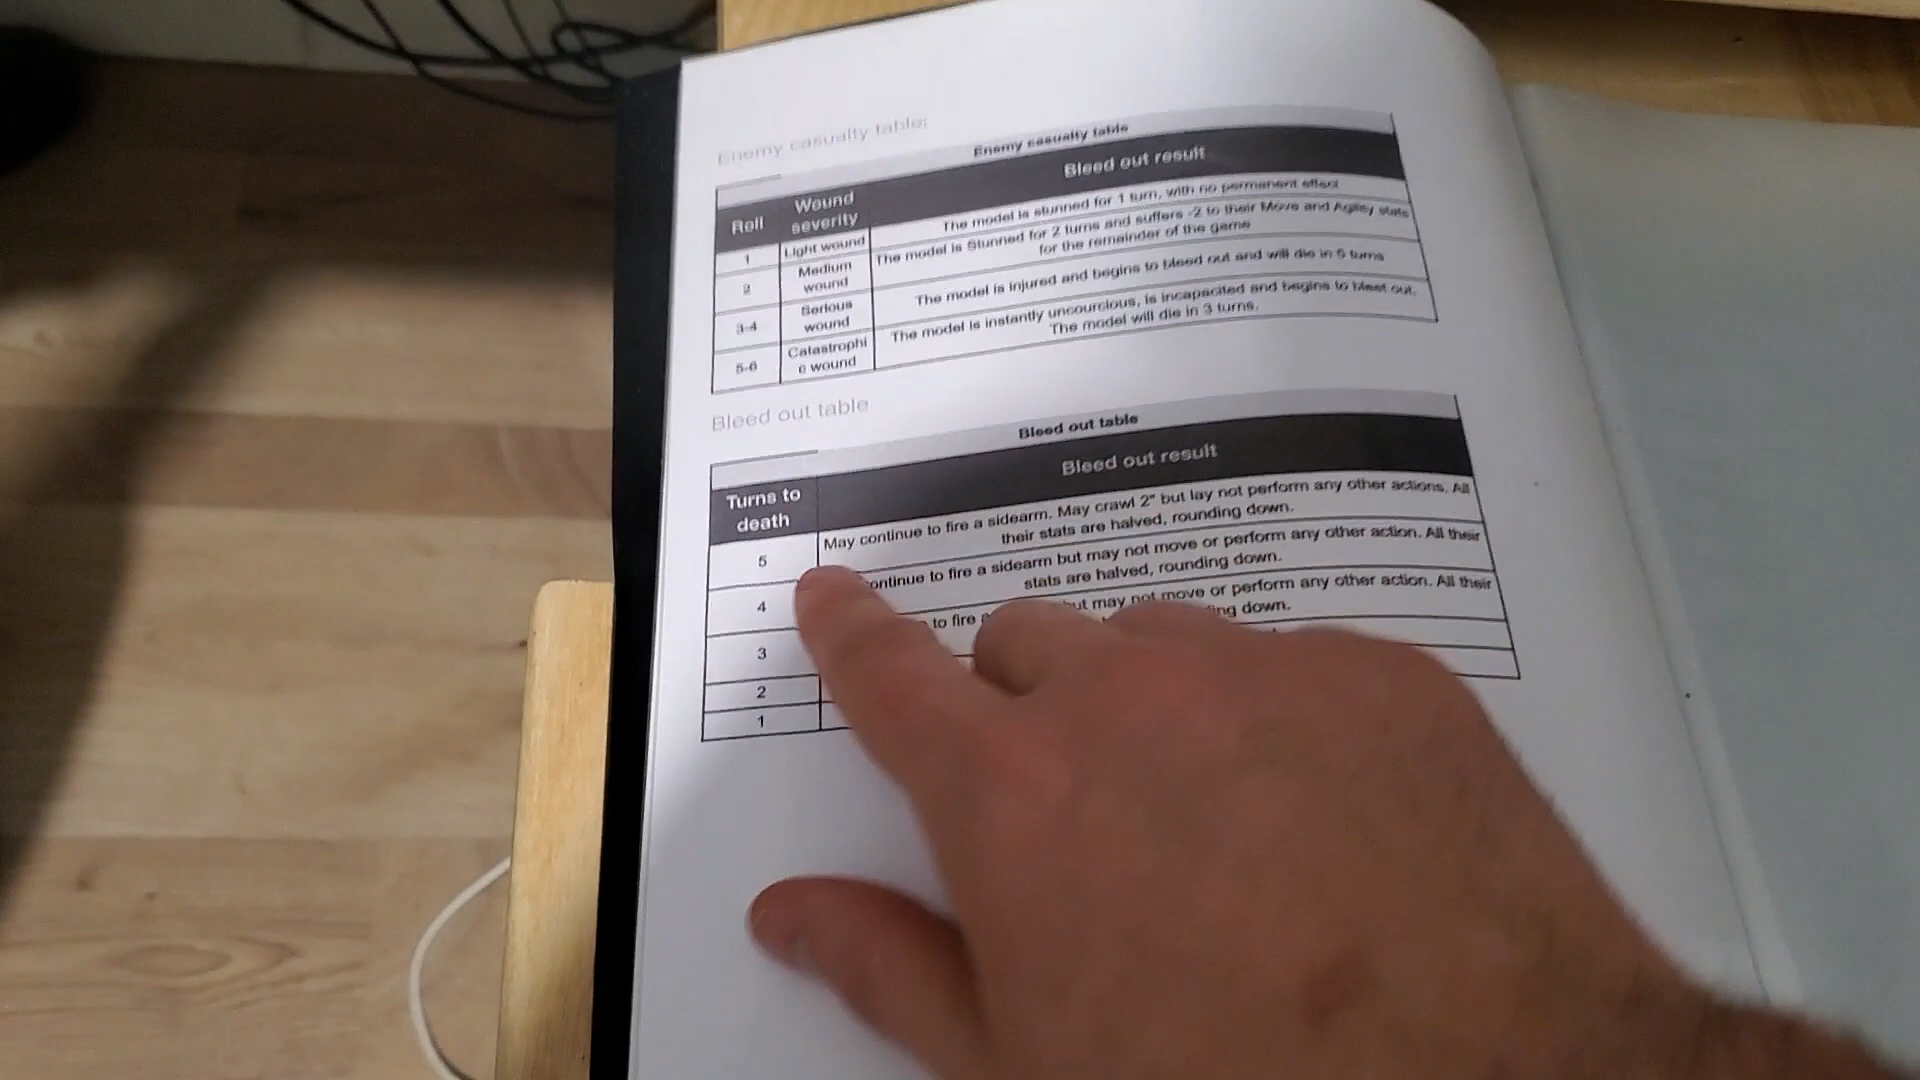 Enemy casualty table:
Enemy casualty table
Roll
Wound
severity
Bleed out result
1
Light wound
The model is stunned for 1 turn, with no permanent effect
2
Medium
wound
The model is Stunned for 2 turns and suffers -2 to their Move and Agility stats
for the remainder of the game
3-4
Serious
wound
The model is injured and begins to bleed out and will die in 5 turns
5-6
Catastrophi
c wound
The model is instantly uncourcious, is incapacited and begins to bleet out.
The model will die in 3 turns.
Bleed out table
Bleed out table
Turns to
death
Bleed out result
5
May continue to fire a sidearm. May crawl 2" but lay not perform any other actions. All
their stats are halved, rounding down.
4
continue to fire a sidearm but may not move or perform any other action. All their
stats are halved, rounding down.
3
to fire but may not move or perform any other action. All their
down.
2
1